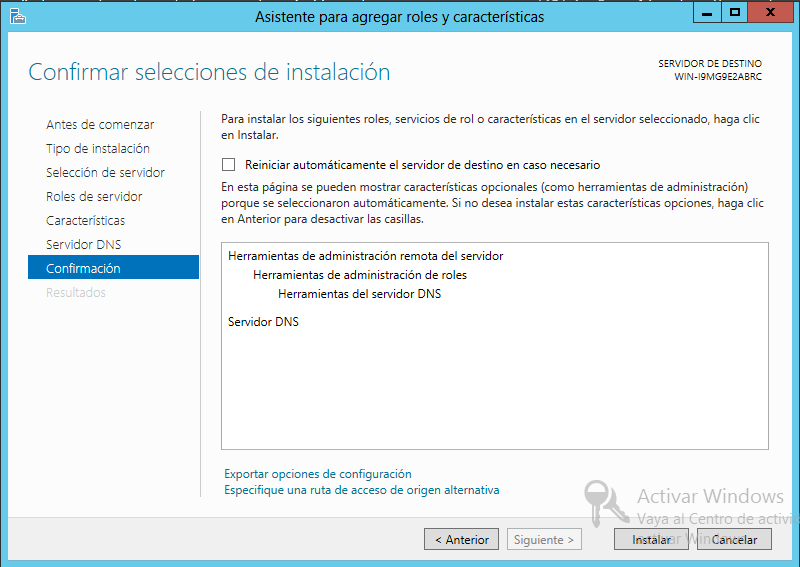 Asistente para agregar roles y características
Confirmar selecciones de instalación
SERVIDOR DE DESTINO
WIN-I9MG9E2ABRC
Antes de comenzar
Tipo de instalación
Selección de servidor
Roles de servidor
Características
Servidor DNS
Confirmación
Resultados
Para instalar los siguientes roles, servicios de rol o características en el servidor seleccionado, haga clic
en Instalar.
Reiniciar automáticamente el servidor de destino en caso necesario
En esta página se pueden mostrar características opcionales (como herramientas de administración)
porque se seleccionaron automáticamente. Si no desea instalar estas características opciones, haga clic
en Anterior para desactivar las casillas.
Herramientas de administración remota del servidor
Herramientas de administración de roles
Herramientas del servidor DNS
Servidor DNS
Exportar opciones de configuración
Especifique una ruta de acceso de origen alternativa
Activar Windows
Vaya al Centro de activi
activar Windows
< Anterior
Siguiente >
Instalar
Cancelar